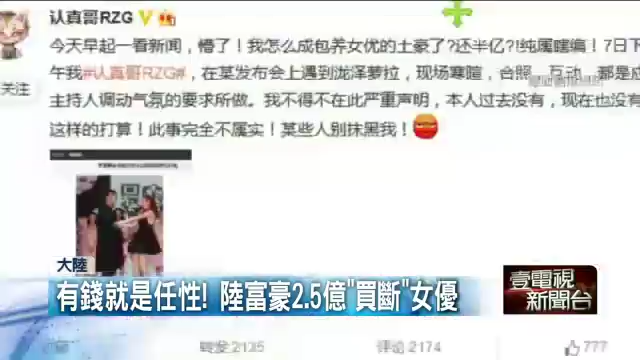 认真哥RZG
今天早起一看新闻，懵了！我怎么成包养女优的土豪了?还半亿?!纯属瞎编！7日下
午我#认真哥RZG#，在某发布会上遇到泷泽萝拉，现场寒暄，合照，互动，都是应
主持人调动气氛的要求所做。我不得不在此严重声明，本人过去没有，现在也没有
这样的打算！此事完全不属实！某些人别抹黑我！
关注
大陸
有錢就是任性! 陸富豪2.5億"買斷"女優
壹電視
新聞台
转发 2135
评论 2174
777